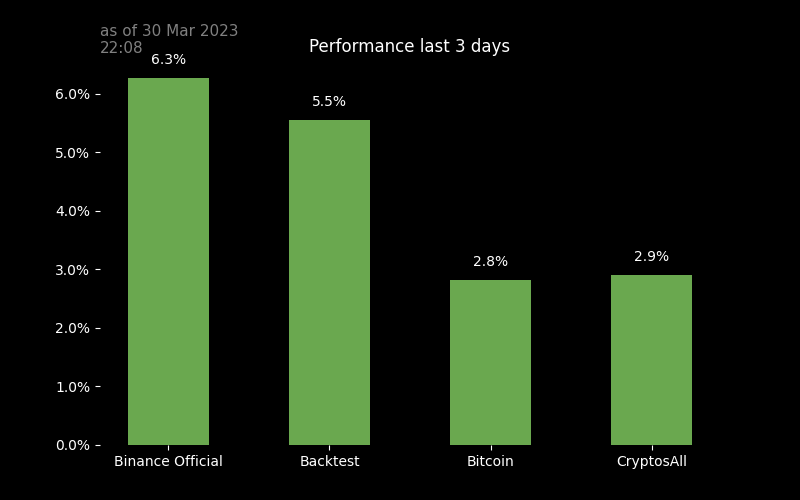 as of 30 Mar 2023
22:08
Performance last 3 days
6.3%
5.5%
2.8%
2.9%
6.0%
5.0%
4.0%
3.0%
2.0%
1.0%
0.0%
Binance Official
Backtest
Bitcoin
CryptosAll